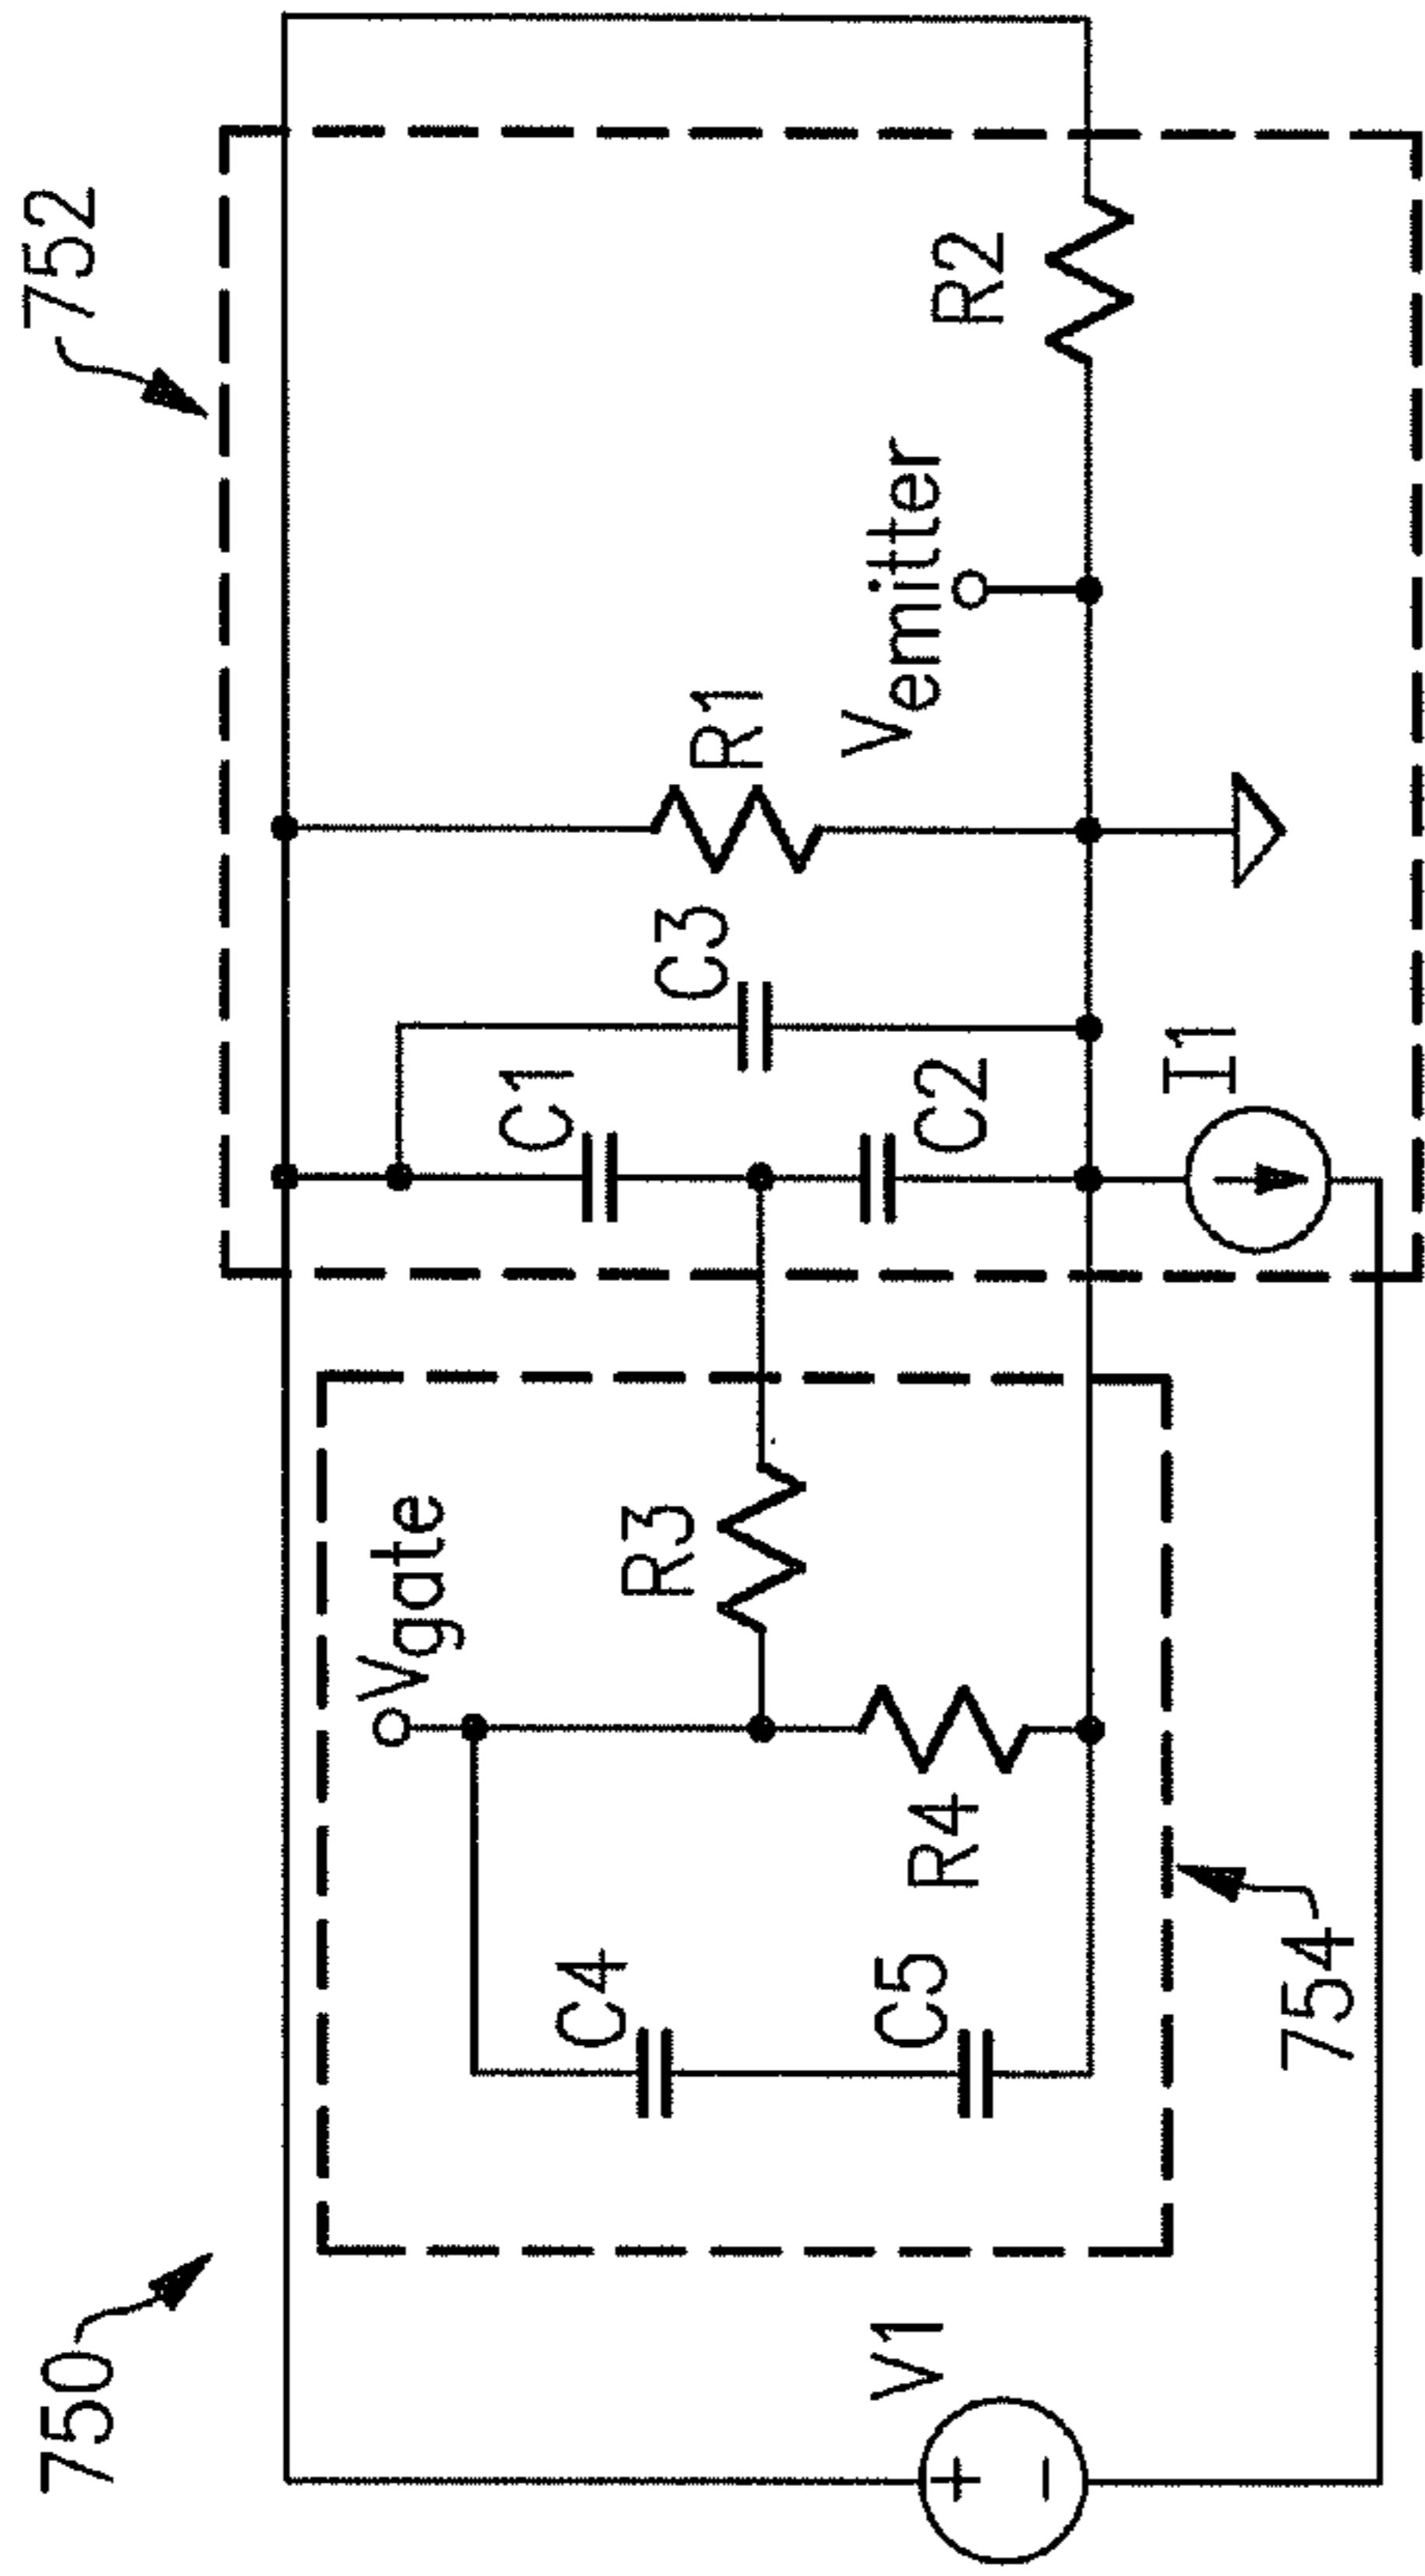 750
752
Vgate
C4
C1
C3
R1
R3
Vemitter
R2
V1
+
−
C5
R4
C2
I1
754